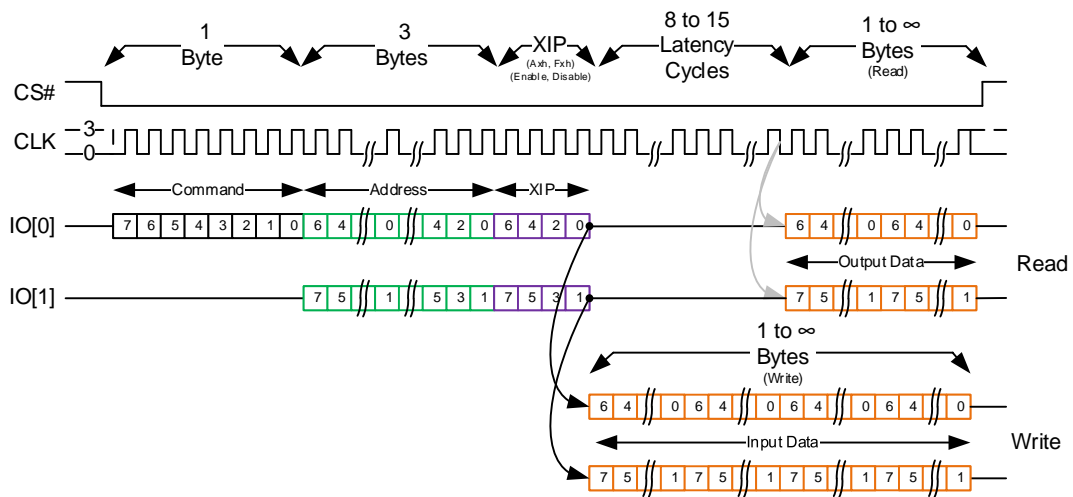 1
Byte
3
Bytes
XIP
(Axh, Fxh)
(Enable, Disable)
8 to 15
Latency
Cycles
1 to ∞
Bytes
(Read)
CS#
CLK
3
0
Command
Address
XIP
IO[0]
7 6 5 4 3 2 1 0 6 4 0 4 2 0 6 4 2 0
6 4 0 6 4 0
Output Data
Read
IO[1]
7 5 1 5 3 1 7 5 3 1
7 5 1 7 5 1
1 to ∞
Bytes
(Write)
6 4 0 6 4 0 6 4 0 6 4 0
Input Data
Write
7 5 1 7 5 1 7 5 1 7 5 1